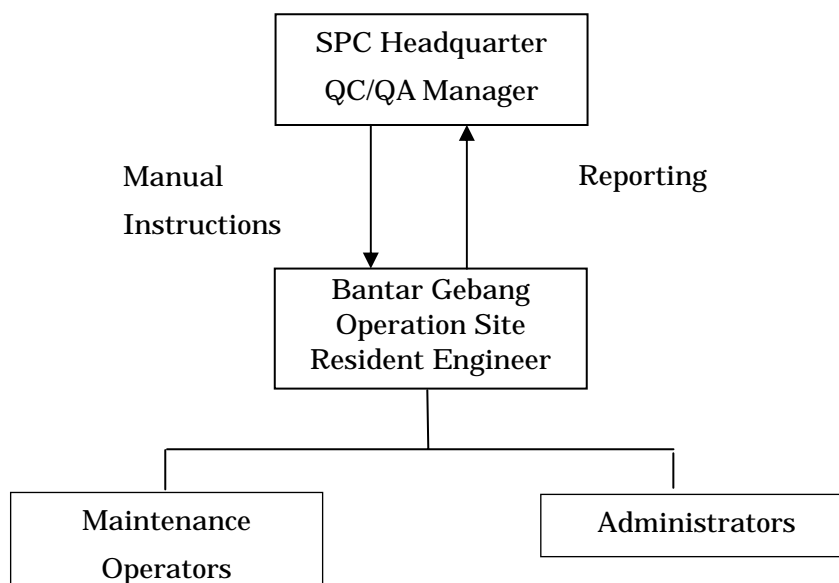 SPC Headquarter
QC/QA Manager
Manual
Instructions
Reporting
Bantar Gebang
Operation Site
Resident Engineer
Maintenance
Operators
Administrators